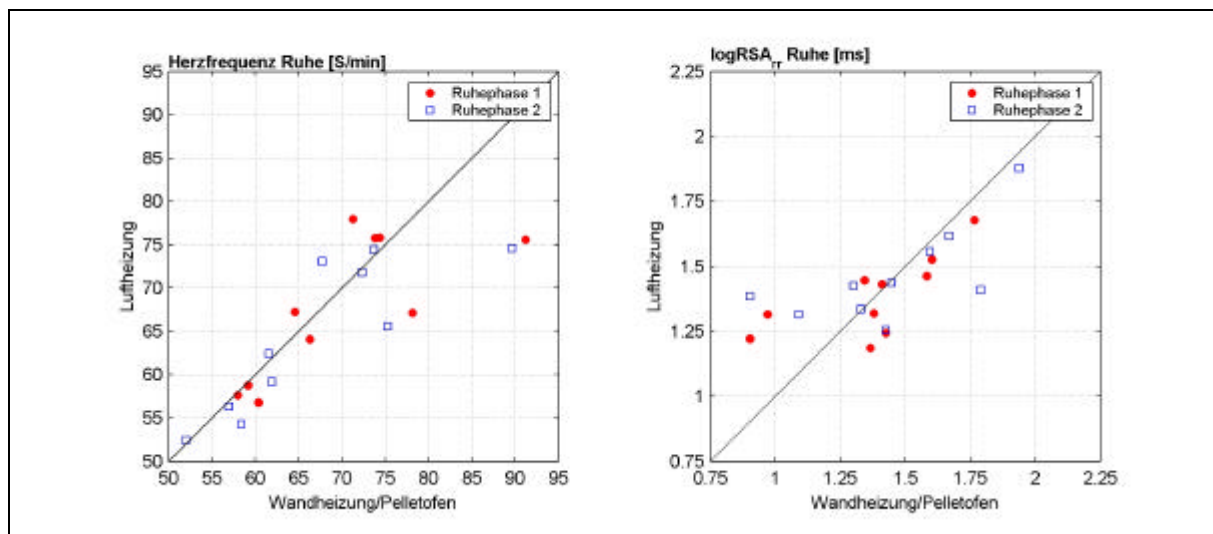 Herzfrequenz Ruhe [S/min]
95
90
85
80
75
70
65
60
55
50
Luftheizung
Ruhephase 1
Ruhephase 2
50 55 60 65 70 75 80 85 90 95
Wandheizung/Pelletofen
logRSArr Ruhe [ms]
2.25
2
1.75
1.5
1.25
1
0.75
Luftheizung
Ruhephase 1
Ruhephase 2
0.75 1 1.25 1.5 1.75 2 2.25
Wandheizung/Pelletofen